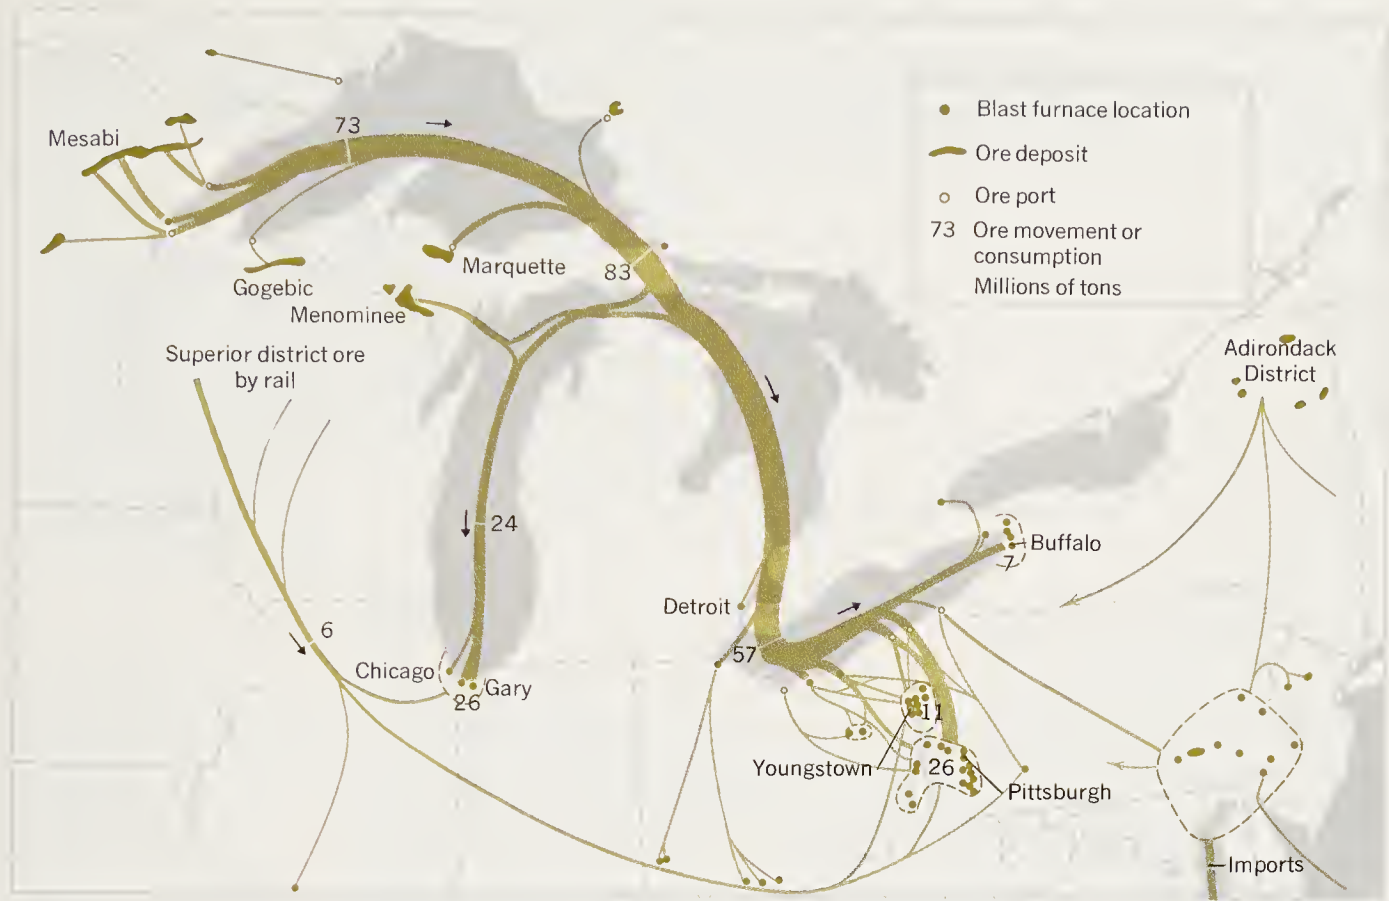 73
Mesabi
Blast furnace location
Ore deposit
Ore port
73 Ore movement or
consumption
Millions of tons
83
Marquette
Gogebic
Menominee
Superior district ore
by rail
Adirondack
District
24
Buffalo
7
Detroit
6
57
Chicago
Gary
26
11
Youngstown
26
Pittsburgh
Imports